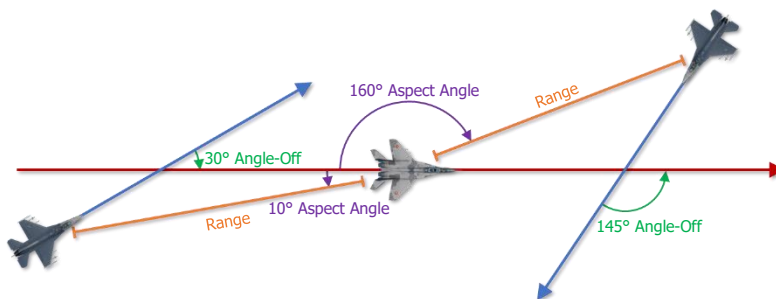 160° Aspect Angle
Range
30° Angle-Off
10° Aspect Angle
Range
145° Angle-Off